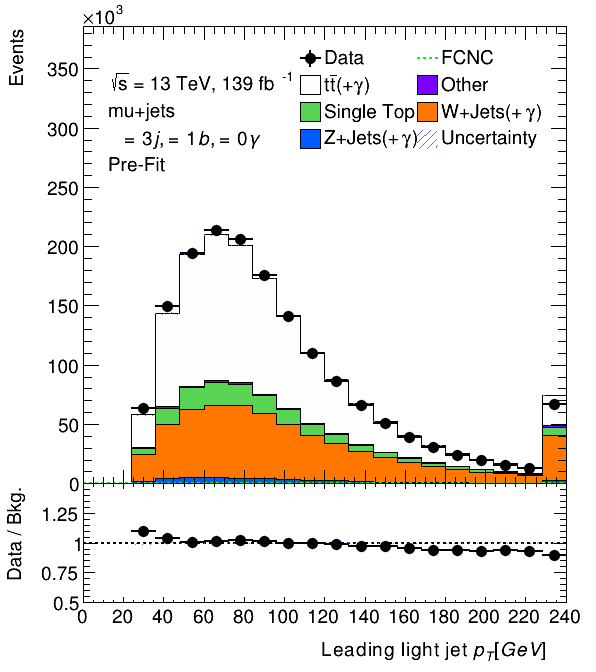 ×10³
Events
350
300
250
200
150
100
50
0
√s = 13 TeV, 139 fb⁻¹
mu+jets
= 3j, = 1b, = 0γ
Pre-Fit
Data
FCNC
tt̄(+γ)
Other
Single Top
W+Jets(+γ)
Z+Jets(+γ)
Uncertainty
Data / Bkg.
1.25
1
0.75
0.5
0 20 40 60 80 100 120 140 160 180 200 220 240
Leading light jet p_T[GeV]